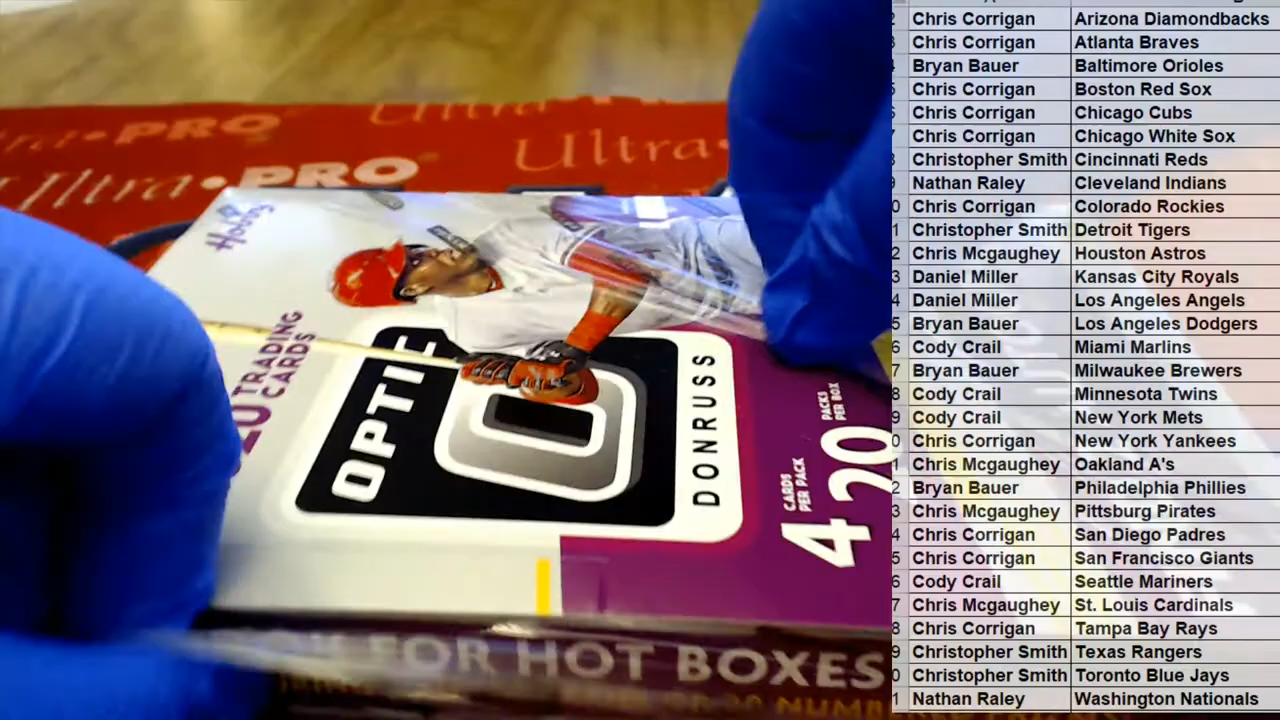 Ultra PRO
Ultra
Ultra • PRO
Hobby
20 TRADING CARDS
OPTIC
DONRUSS
4 CARDS PER PACK
20 PACKS PER BOX
FOR HOT BOXES
Chris Corrigan Arizona Diamondbacks
Chris Corrigan Atlanta Braves
Bryan Bauer Baltimore Orioles
Chris Corrigan Boston Red Sox
Chris Corrigan Chicago Cubs
Chris Corrigan Chicago White Sox
Christopher Smith Cincinnati Reds
Nathan Raley Cleveland Indians
Chris Corrigan Colorado Rockies
Christopher Smith Detroit Tigers
Chris Mcgaughey Houston Astros
Daniel Miller Kansas City Royals
Daniel Miller Los Angeles Angels
Bryan Bauer Los Angeles Dodgers
Cody Crail Miami Marlins
Bryan Bauer Milwaukee Brewers
Cody Crail Minnesota Twins
Cody Crail New York Mets
Chris Corrigan New York Yankees
Chris Mcgaughey Oakland A's
Bryan Bauer Philadelphia Phillies
Chris Mcgaughey Pittsburg Pirates
Chris Corrigan San Diego Padres
Chris Corrigan San Francisco Giants
Cody Crail Seattle Mariners
Chris Mcgaughey St. Louis Cardinals
Chris Corrigan Tampa Bay Rays
Christopher Smith Texas Rangers
Christopher Smith Toronto Blue Jays
Nathan Raley Washington Nationals